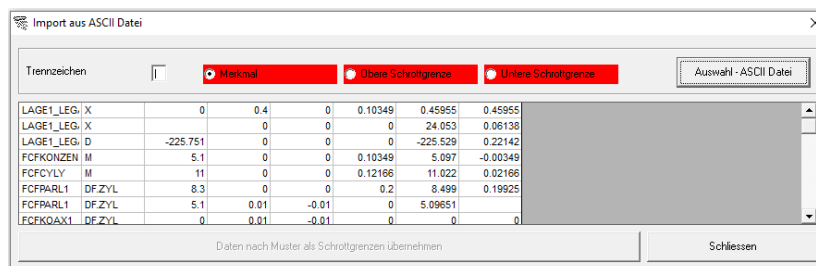 Import aus ASCII Datei
Trennzeichen | Merkmal Obere Schrottgrenze Untere Schrottgrenze Auswahl - ASCII Datei
LAGE1_LEG. X 0 0.4 0 0.10349 0.45955 0.45955
LAGE1_LEG. X 0 0 0 24.053 0.06138
LAGE1_LEG. D -225.751 0 0 0 -225.529 0.22142
FCFKONZEN M 5.1 0 0 0.10349 5.097 -0.00349
FCFCYLY M 11 0 0 0.12166 11.022 0.02166
FCFPARL1 DF.ZYL 8.3 0 0 0.2 8.499 0.19925
FCFPARL1 DF.ZYL 5.1 0.01 -0.01 0 5.09651
FCFKOAX1 DF.ZYL 0 0.01 -0.01 0 0 0
Daten nach Muster als Schrottgrenzen übernehmen Schliessen